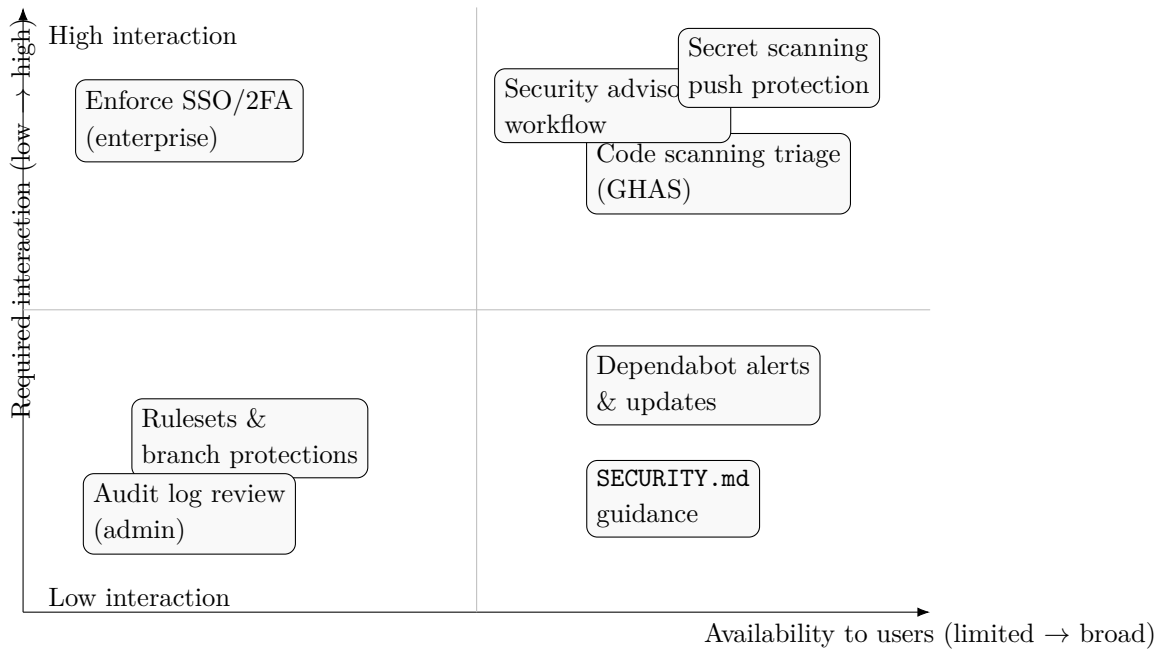 High interaction
Required interaction (low → high)
Enforce SSO/2FA
(enterprise)
Security adviso
workflow
Secret scanning
push protection
Code scanning triage
(GHAS)
Dependabot alerts
& updates
Rulesets &
branch protections
Audit log review
(admin)
SECURITY.md
guidance
Low interaction
Availability to users (limited → broad)